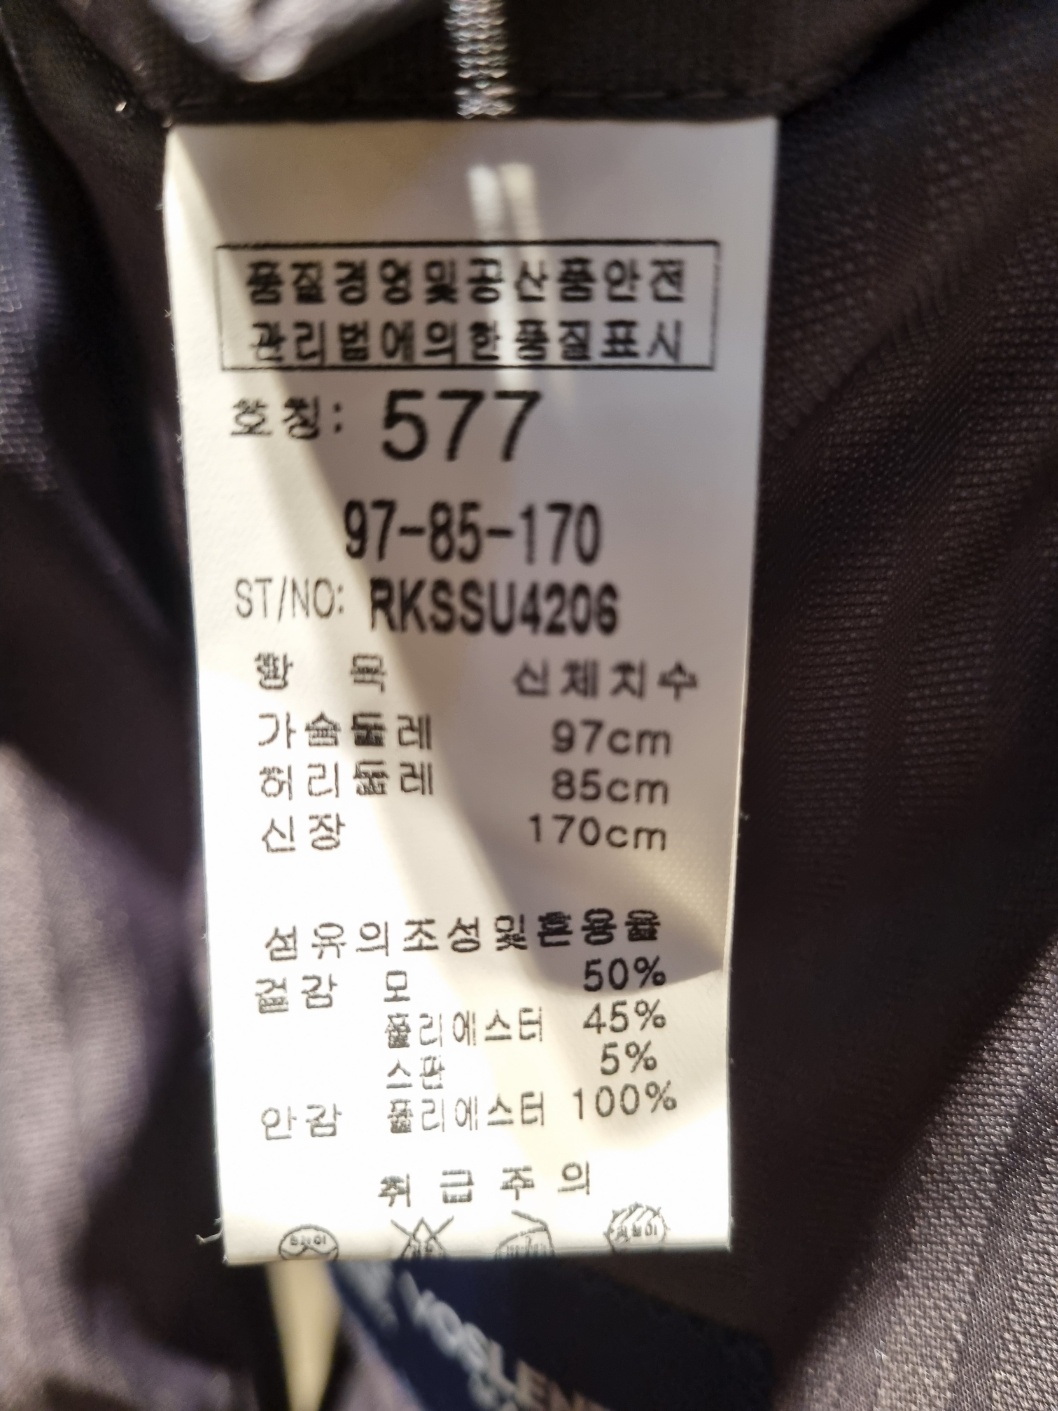 품질경영및공산품안전
관리법에의한품질표시
호칭: 577
97-85-170
ST/NO: RKSSU4206
항 목 신체치수
가슴둘레 97cm
허리둘레 85cm
신장 170cm
섬유의조성및혼용율
겉감 모 50%
폴리에스터 45%
스판 5%
안감 폴리에스터 100%
취급주의
드라이